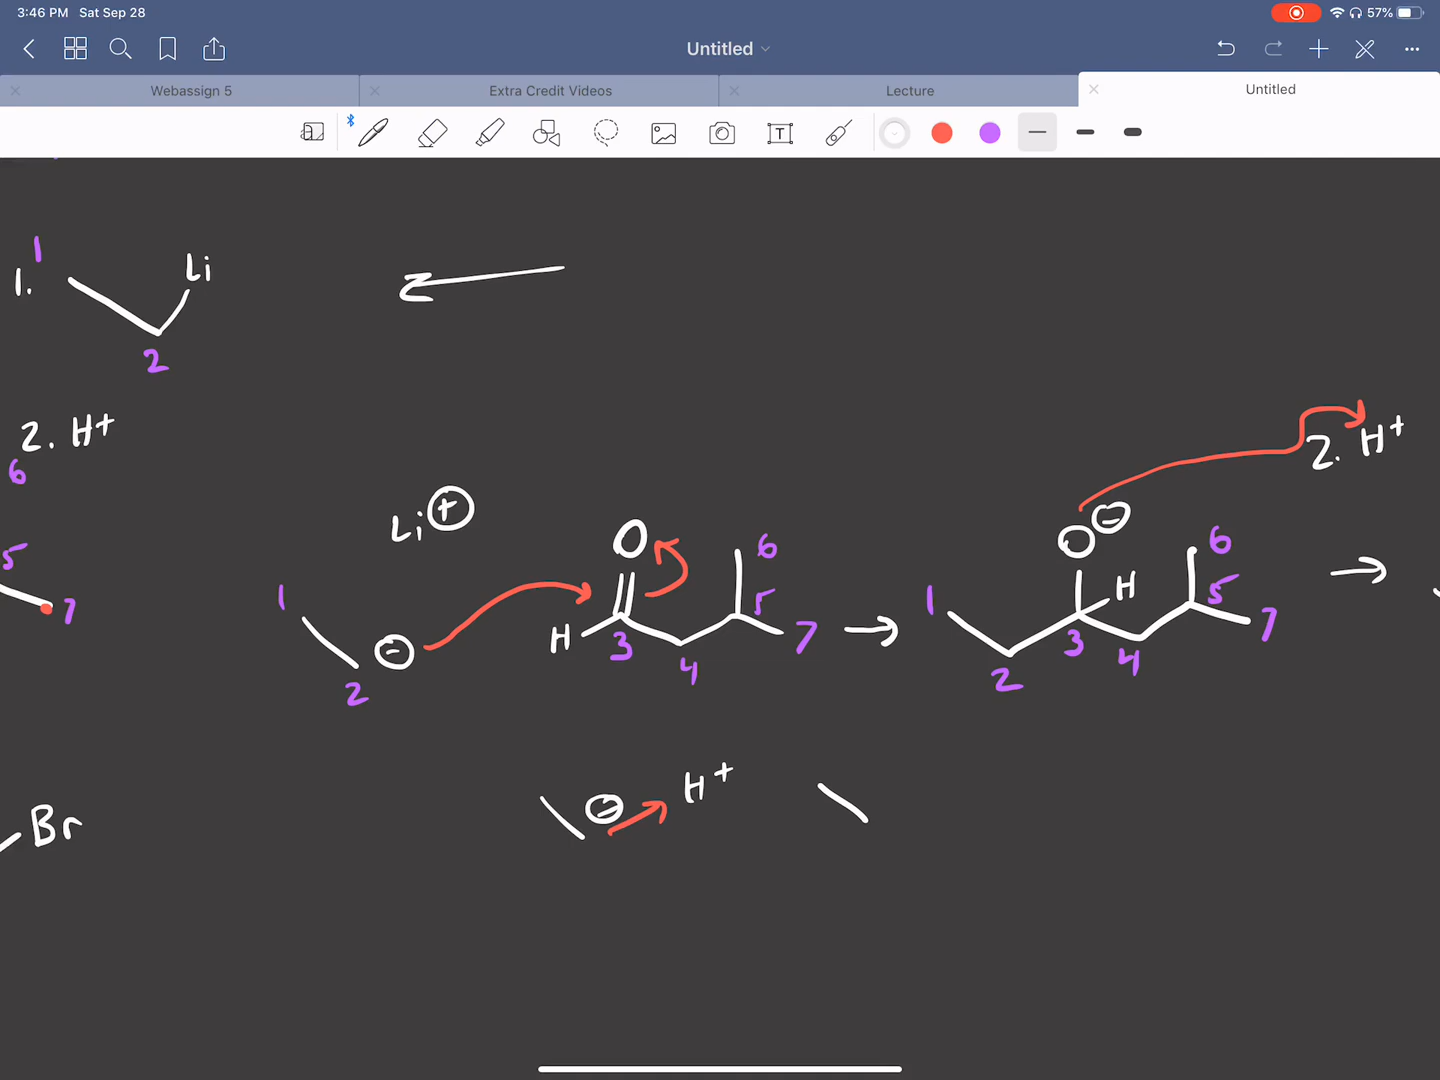 3:46 PM Sat Sep 28
57%
Untitled
Webassign 5
Extra Credit Videos
Lecture
Untitled
T
1
1.
Li
2
2. H+
6
5
7
Li +
2. H+
O
6
1
5
H
3
4
7
2
-
O -
H
6
1
5
3
4
7
2
- H+
Br